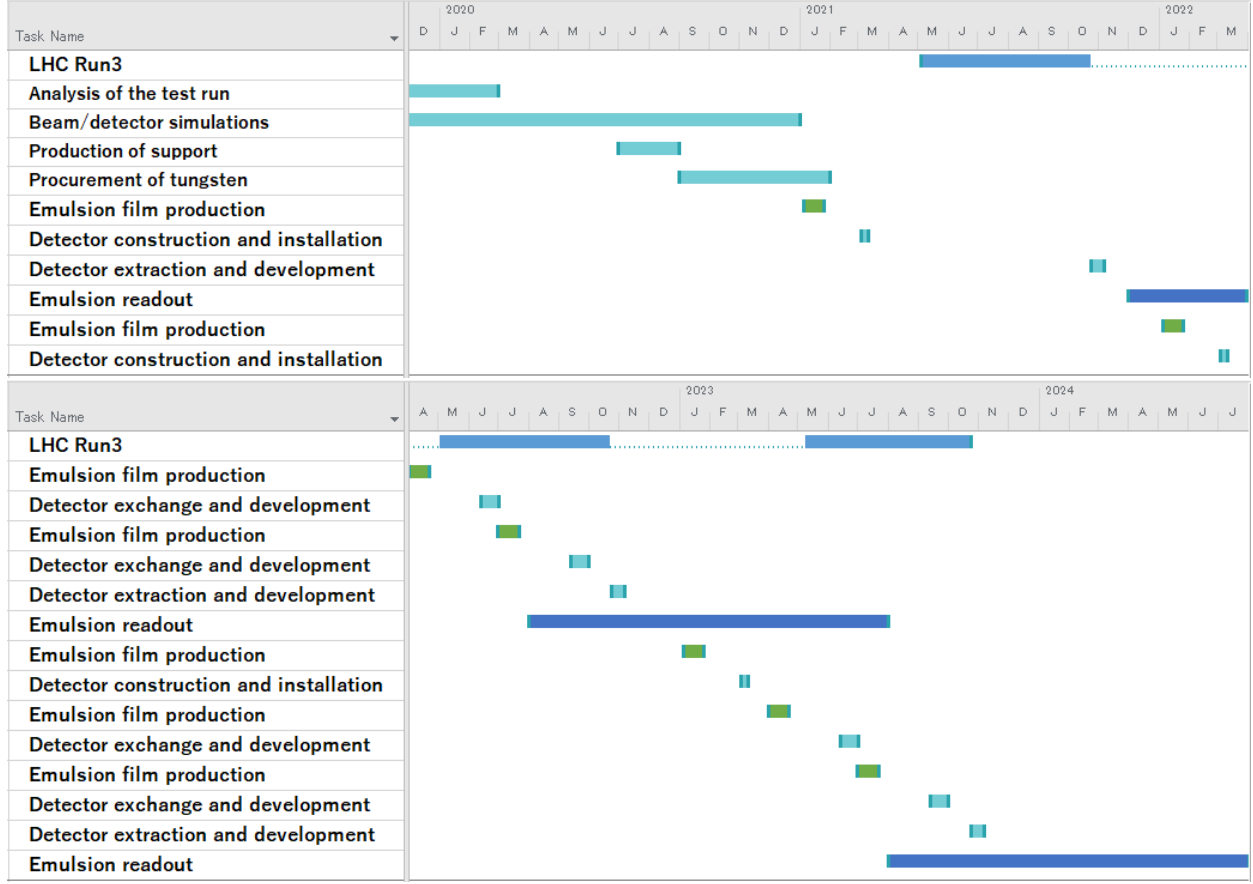 2020 2021 2022
Task Name D J F M A M J J A S O N D J F M A M J J A S O N D J F M
LHC Run3
Analysis of the test run
Beam/detector simulations
Production of support
Procurement of tungsten
Emulsion film production
Detector construction and installation
Detector extraction and development
Emulsion readout
Emulsion film production
Detector construction and installation
2023 2024
Task Name A M J J A S O N D J F M A M J J A S O N D J F M A M J J
LHC Run3
Emulsion film production
Detector exchange and development
Emulsion film production
Detector exchange and development
Detector extraction and development
Emulsion readout
Emulsion film production
Detector construction and installation
Emulsion film production
Detector exchange and development
Emulsion film production
Detector exchange and development
Detector extraction and development
Emulsion readout